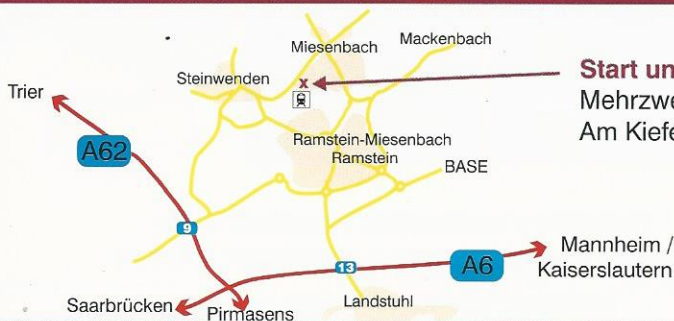 Miesenbach
Mackenbach
Steinwenden
x
Start un
Mehrzwe
Am Kiefe
Trier
A62
Ramstein-Miesenbach
Ramstein
BASE
9
Mannheim /
Kaiserslautern
13
A6
Saarbrücken
Pirmasens
Landstuhl